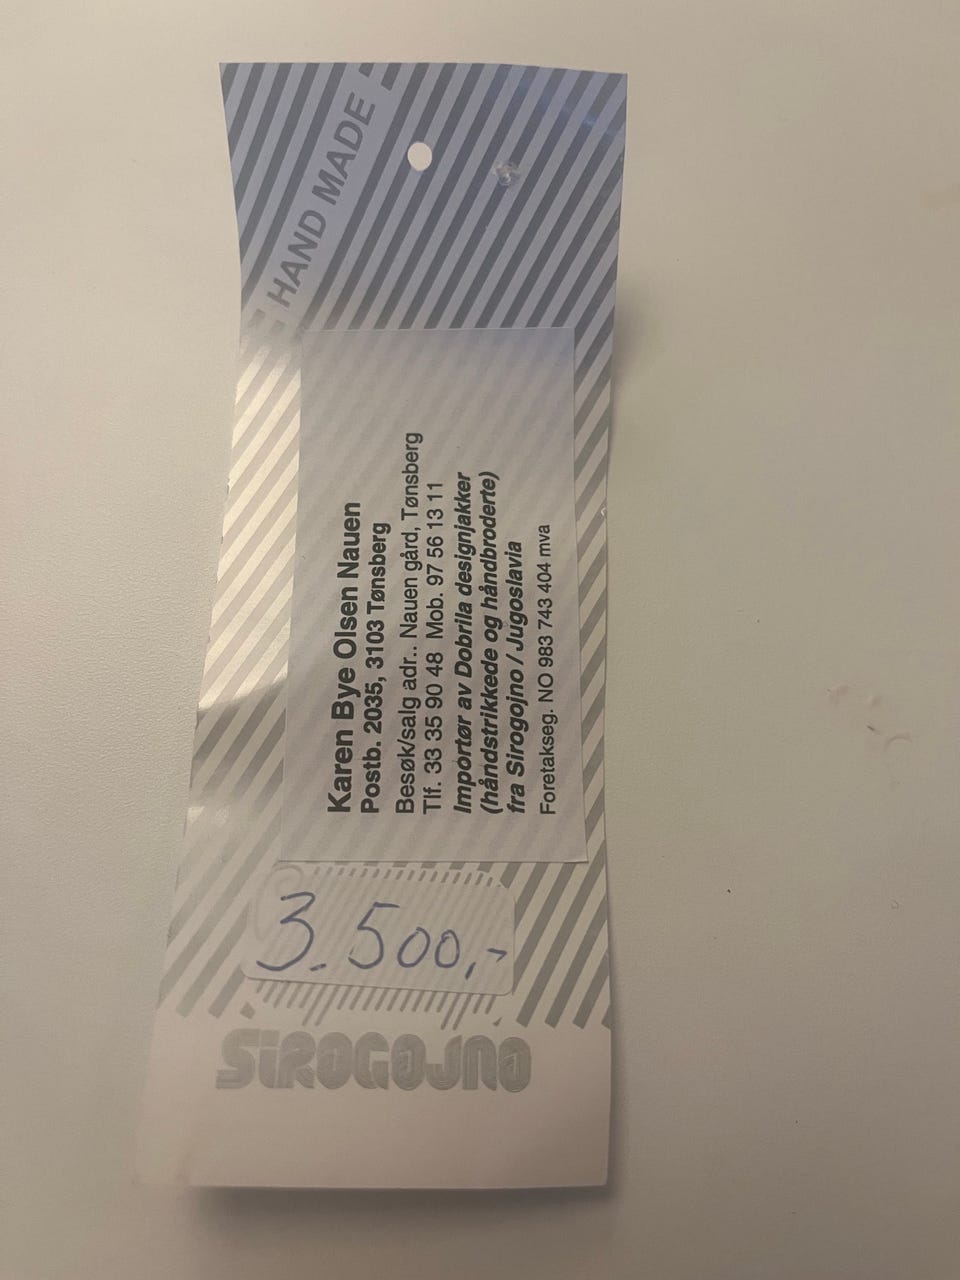 HAND MADE
Karen Bye Olsen Nauen
Postb. 2035, 3103 Tønsberg
Besøk/salg adr.. Nauen gård, Tønsberg
Tlf. 33 35 90 48 Mob. 97 56 13 11
Importør av Dobrila designjakker
(håndstrikkede og håndbroderte)
fra Sirogojno / Jugoslavia
Foretakseg. NO 983 743 404 mva
3.500,-
SIROGOJNO